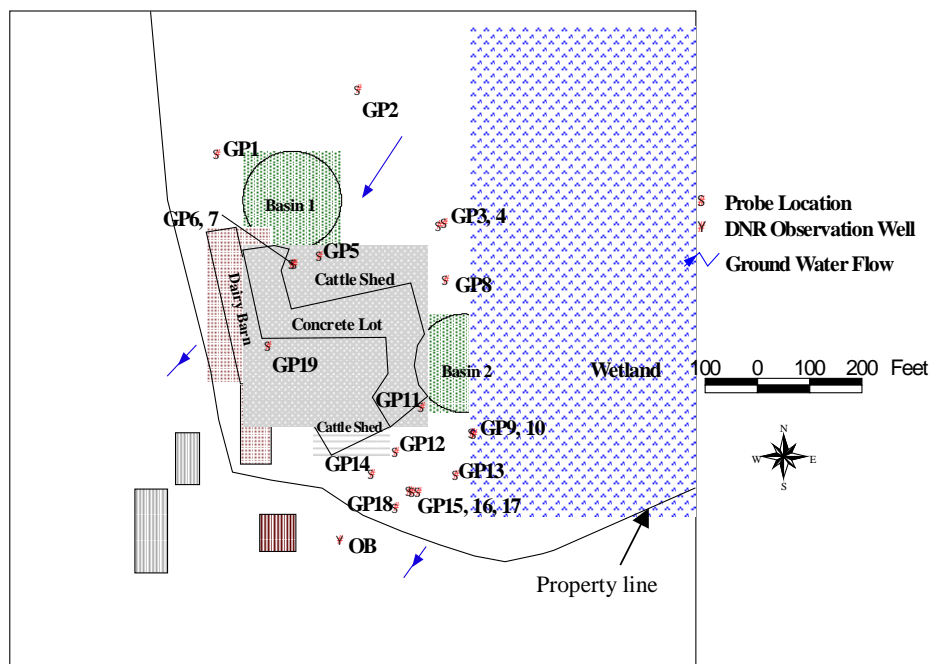 GP2
GP1
Basin 1
GP6, 7
GP3, 4
GP5
Cattle Shed
GP8
Dairy Barn
Concrete Lot
GP19
Basin 2
Wetland
GP11
Cattle Shed
GP9, 10
GP12
GP14
GP13
GP18
GP15, 16, 17
OB
Property line
Probe Location
DNR Observation Well
Ground Water Flow
100 0 100 200 Feet
N
W E
S